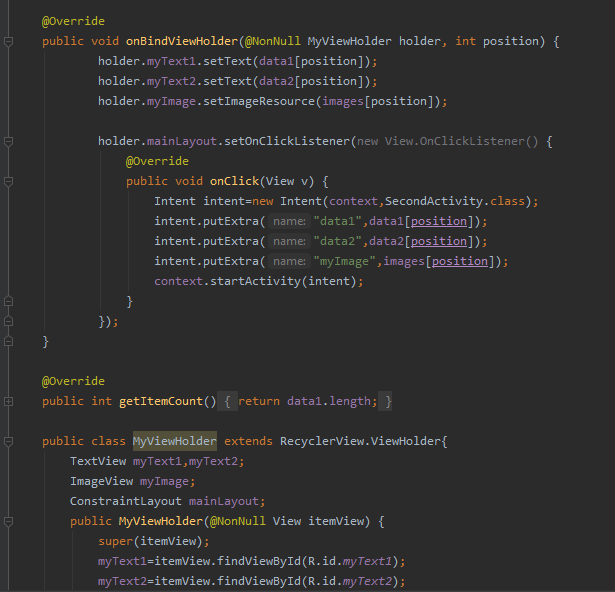 @Override
public void onBindViewHolder(@NonNull MyViewHolder holder, int position) {
holder.myText1.setText(data1[position]);
holder.myText2.setText(data2[position]);
holder.myImage.setImageResource(images[position]);
holder.mainLayout.setOnClickListener(new View.OnClickListener() {
@Override
public void onClick(View v) {
Intent intent=new Intent(context,SecondActivity.class);
intent.putExtra( name: "data1",data1[position]);
intent.putExtra( name: "data2",data2[position]);
intent.putExtra( name: "myImage",images[position]);
context.startActivity(intent);
}
});
}
@Override
public int getItemCount() { return data1.length; }
public class MyViewHolder extends RecyclerView.ViewHolder{
TextView myText1,myText2;
ImageView myImage;
ConstraintLayout mainLayout;
public MyViewHolder(@NonNull View itemView) {
super(itemView);
myText1=itemView.findViewById(R.id.myText1);
myText2=itemView.findViewById(R.id.myText2);